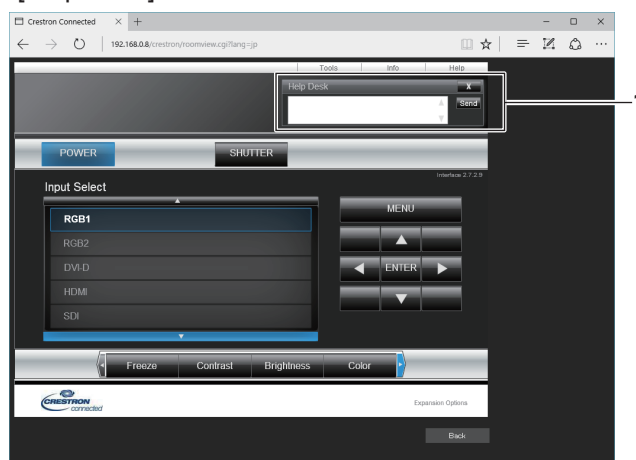 Crestron Connected
192.168.0.8/crestron/roomview.cgi?lang=jp
Tools Info Help
Help Desk X
Send
POWER SHUTTER
Interface 2.7.2.9
Input Select
RGB1
RGB2
DVI-D
HDMI
SDI
MENU
ENTER
Freeze Contrast Brightness Color
CRESTRON
connected
Expansion Options
Back